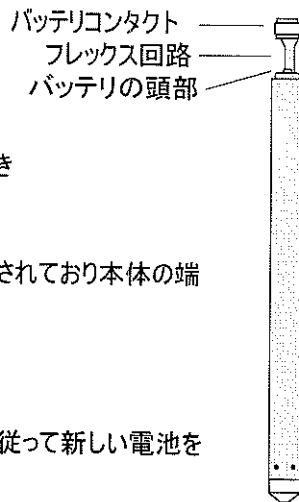 バッテリコンタクト
フレックス回路
バッテリの頭部
き
されており本体の端
従って新しい電池を